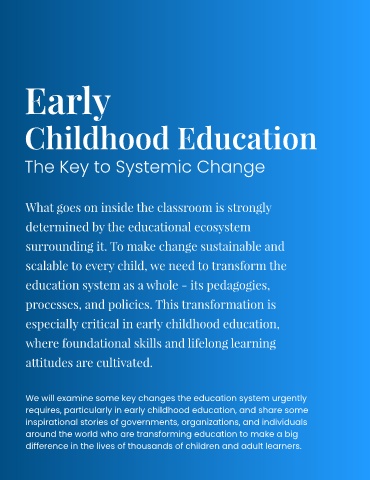 Early
Childhood Education
The Key to Systemic Change
What goes on inside the classroom is strongly
determined by the educational ecosystem
surrounding it. To make change sustainable and
scalable to every child, we need to transform the
education system as a whole - its pedagogies,
processes, and policies. This transformation is
especially critical in early childhood education,
where foundational skills and lifelong learning
attitudes are cultivated.
We will examine some key changes the education system urgently
requires, particularly in early childhood education, and share some
inspirational stories of governments, organizations, and individuals
around the world who are transforming education to make a big
difference in the lives of thousands of children and adult learners.